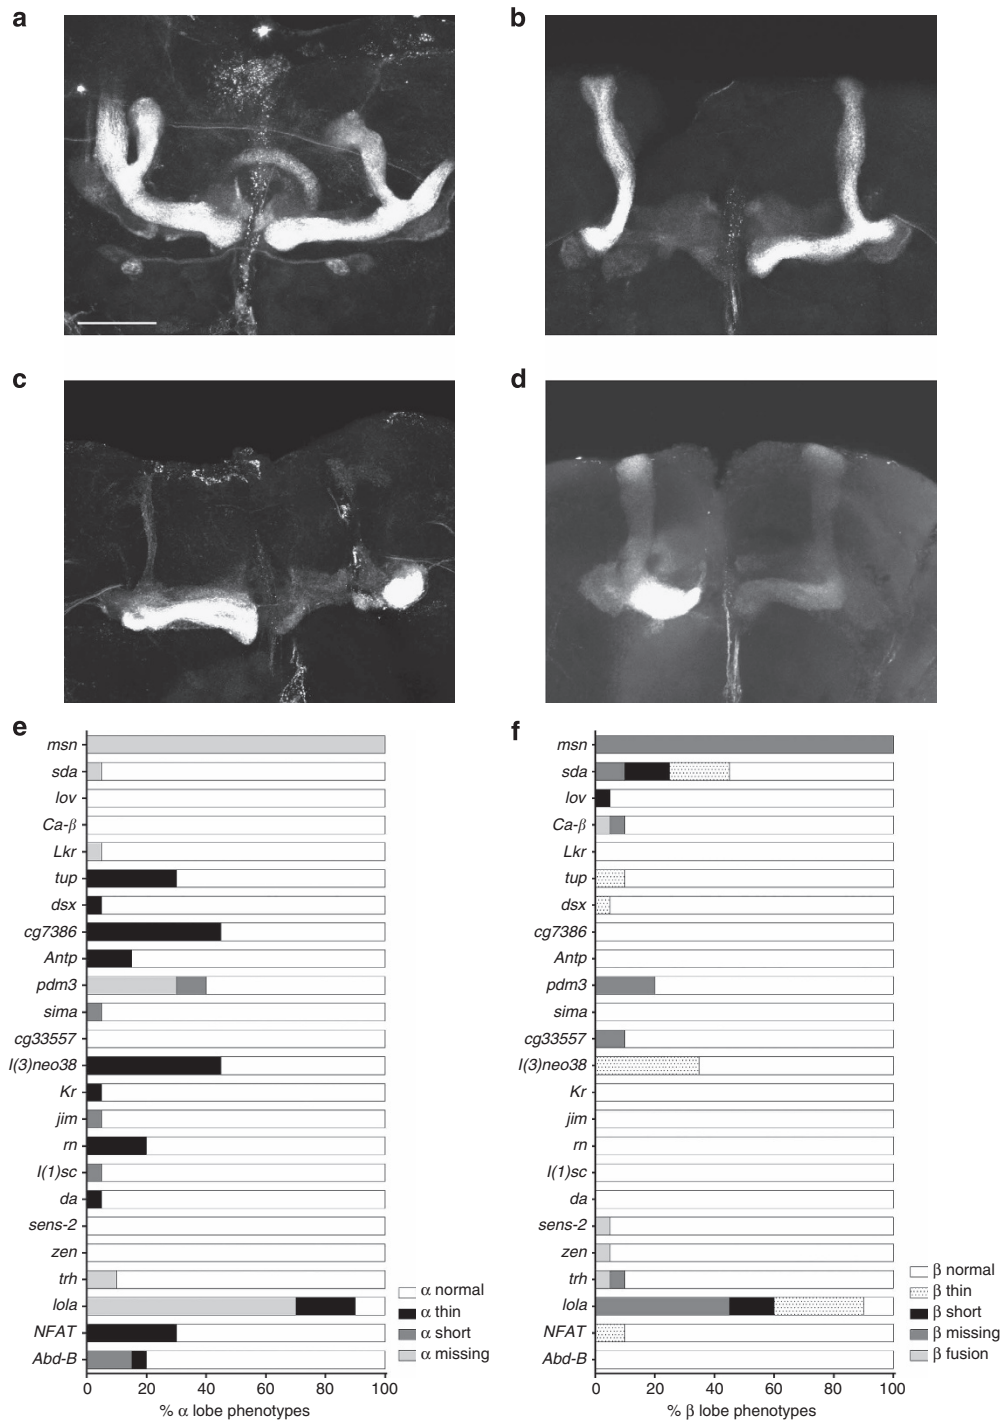 a
b
c
d
e
msn
sda
lov
Ca-β
Lkr
tup
dsx
cg7386
Antp
pdm3
sima
cg33557
l(3)neo38
Kr
jim
rn
l(1)sc
da
sens-2
zen
trh
lola
NFAT
Abd-B
0 20 40 60 80 100
% α lobe phenotypes
α normal
α thin
α short
α missing
f
msn
sda
lov
Ca-β
Lkr
tup
dsx
cg7386
Antp
pdm3
sima
cg33557
l(3)neo38
Kr
jim
rn
l(1)sc
da
sens-2
zen
trh
lola
NFAT
Abd-B
0 20 40 60 80 100
% β lobe phenotypes
β normal
β thin
β short
β missing
β fusion